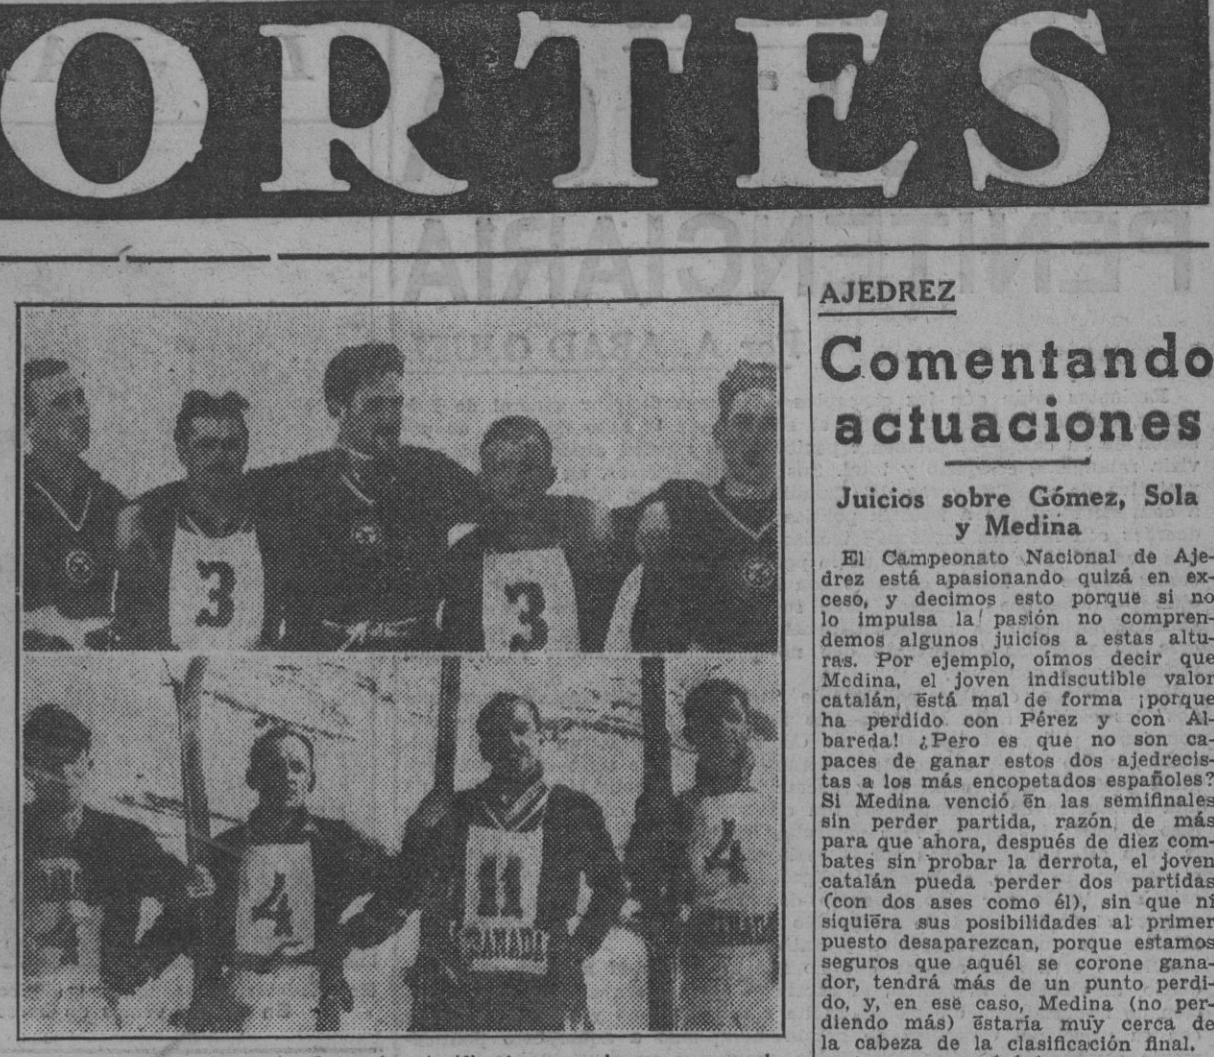 ORTES
3
3
4
11
GRANADA
4
AJEDREZ
Comentando
actuaciones
Juicios sobre Gómez, Sola
y Medina
El Campeonato Nacional de Aje-
drez está apasionando quizá en ex-
ceso, y decimos esto porque si no
lo impulsa la pasión no compren-
demos algunos juicios a estas altu-
ras. Por ejemplo, oímos decir que
Medina, el joven indiscutible valor
catalán, está mal de forma ¡porque
ha perdido con Pérez y con Al-
bareda! ¿Pero es que no son ca-
paces de ganar estos dos ajedrecis-
tas a los más encopetados españoles?
Si Medina venció en las semifinales
sin perder partida, razón de más
para que ahora, después de diez com-
bates sin probar la derrota, el joven
catalán pueda perder dos partidas
(con dos ases como él), sin que ni
siquiera sus posibilidades al primer
puesto desaparezcan, porque estamos
seguros que aquél se corone gana-
dor, tendrá más de un punto perdi-
do, y, en ese caso, Medina (no per-
diendo más) estaría muy cerca de
la cabeza de la clasificación final.